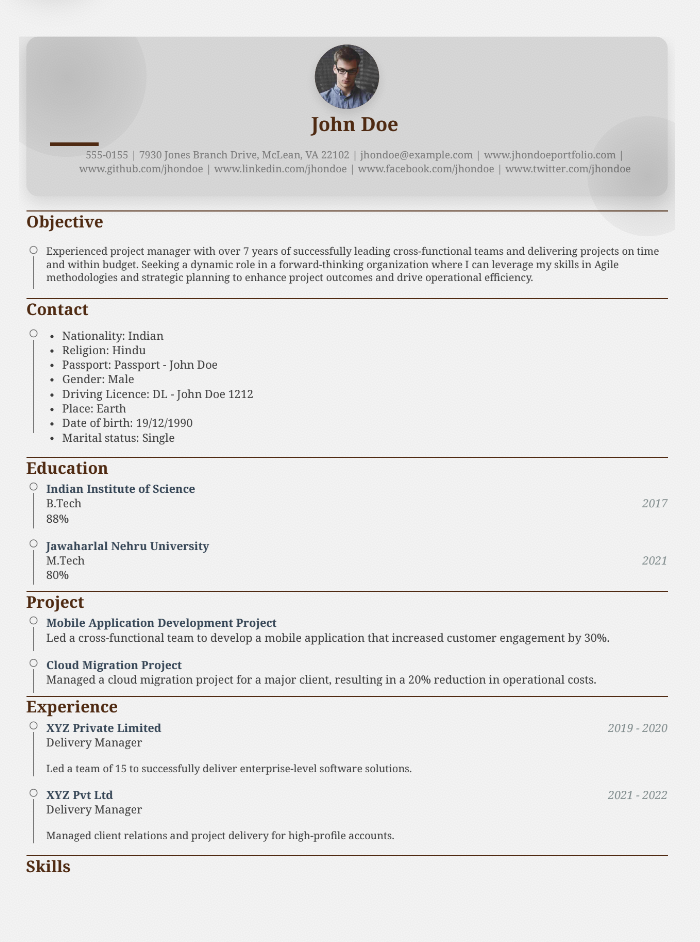 John Doe
555-0155 | 7930 Jones Branch Drive, McLean, VA 22102 | jhondoe@example.com | www.jhondoeportfolio.com |
www.github.com/jhondoe | www.linkedin.com/jhondoe | www.facebook.com/jhondoe | www.twitter.com/jhondoe
Objective
Experienced project manager with over 7 years of successfully leading cross-functional teams and delivering projects on time
and within budget. Seeking a dynamic role in a forward-thinking organization where I can leverage my skills in Agile
methodologies and strategic planning to enhance project outcomes and drive operational efficiency.
Contact
• Nationality: Indian
• Religion: Hindu
• Passport: Passport - John Doe
• Gender: Male
• Driving Licence: DL - John Doe 1212
• Place: Earth
• Date of birth: 19/12/1990
• Marital status: Single
Education
Indian Institute of Science
B.Tech 2017
88%
Jawaharlal Nehru University
M.Tech 2021
80%
Project
Mobile Application Development Project
Led a cross-functional team to develop a mobile application that increased customer engagement by 30%.
Cloud Migration Project
Managed a cloud migration project for a major client, resulting in a 20% reduction in operational costs.
Experience
XYZ Private Limited 2019 - 2020
Delivery Manager
Led a team of 15 to successfully deliver enterprise-level software solutions.
XYZ Pvt Ltd 2021 - 2022
Delivery Manager
Managed client relations and project delivery for high-profile accounts.
Skills